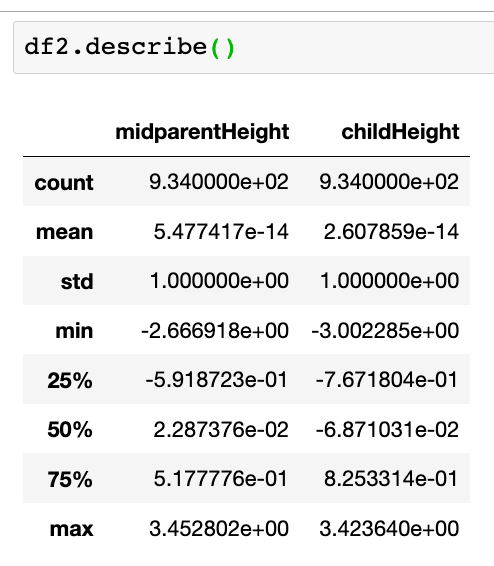 df2.describe()
midparentHeight childHeight
count 9.340000e+02 9.340000e+02
mean 5.477417e-14 2.607859e-14
std 1.000000e+00 1.000000e+00
min -2.666918e+00 -3.002285e+00
25% -5.918723e-01 -7.671804e-01
50% 2.287376e-02 -6.871031e-02
75% 5.177776e-01 8.253314e-01
max 3.452802e+00 3.423640e+00